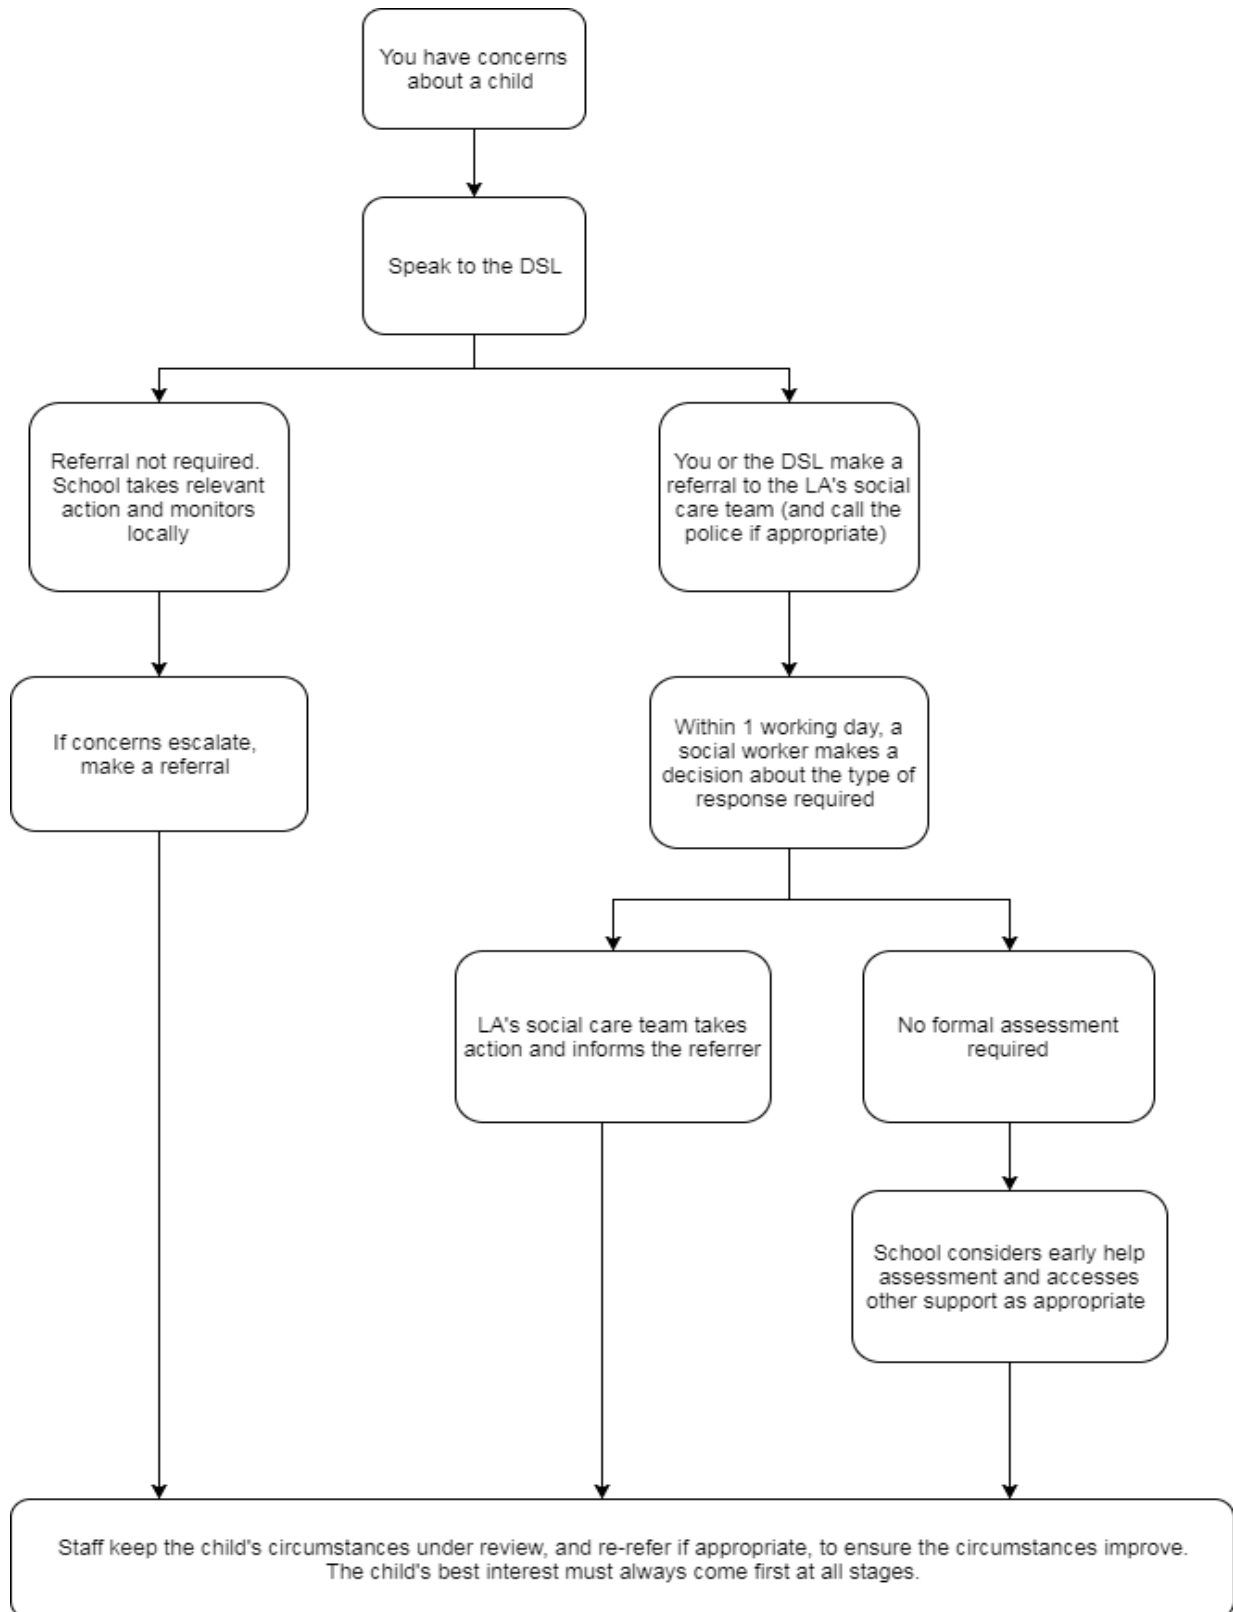 You have concerns
about a child
Speak to the DSL
Referral not required.
School takes relevant
action and monitors
locally
You or the DSL make a
referral to the LA's social
care team (and call the
police if appropriate)
If concerns escalate,
make a referral
Within 1 working day, a
social worker makes a
decision about the type of
response required
LA's social care team takes
action and informs the referrer
No formal assessment
required
School considers early help
assessment and accesses
other support as appropriate
Staff keep the child's circumstances under review, and re-refer if appropriate, to ensure the circumstances improve.
The child's best interest must always come first at all stages.